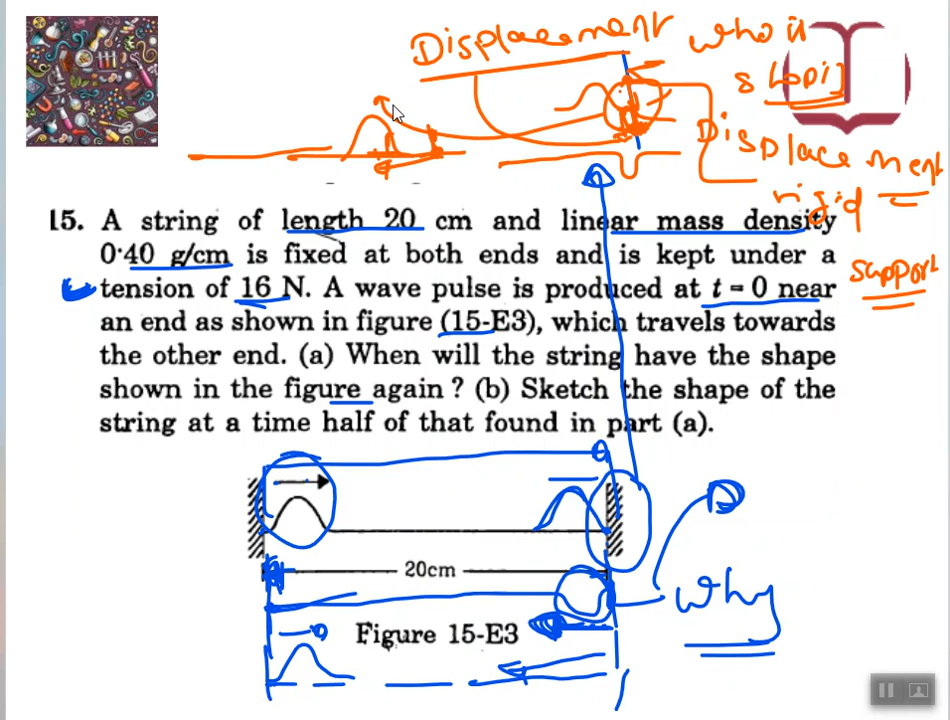 Displacement who is
stopping
Displacement
rigid
support
15. A string of length 20 cm and linear mass density
0·40 g/cm is fixed at both ends and is kept under a
tension of 16 N. A wave pulse is produced at t = 0 near
an end as shown in figure (15-E3), which travels towards
the other end. (a) When will the string have the shape
shown in the figure again ? (b) Sketch the shape of the
string at a time half of that found in part (a).
20cm
Why
Figure 15-E3